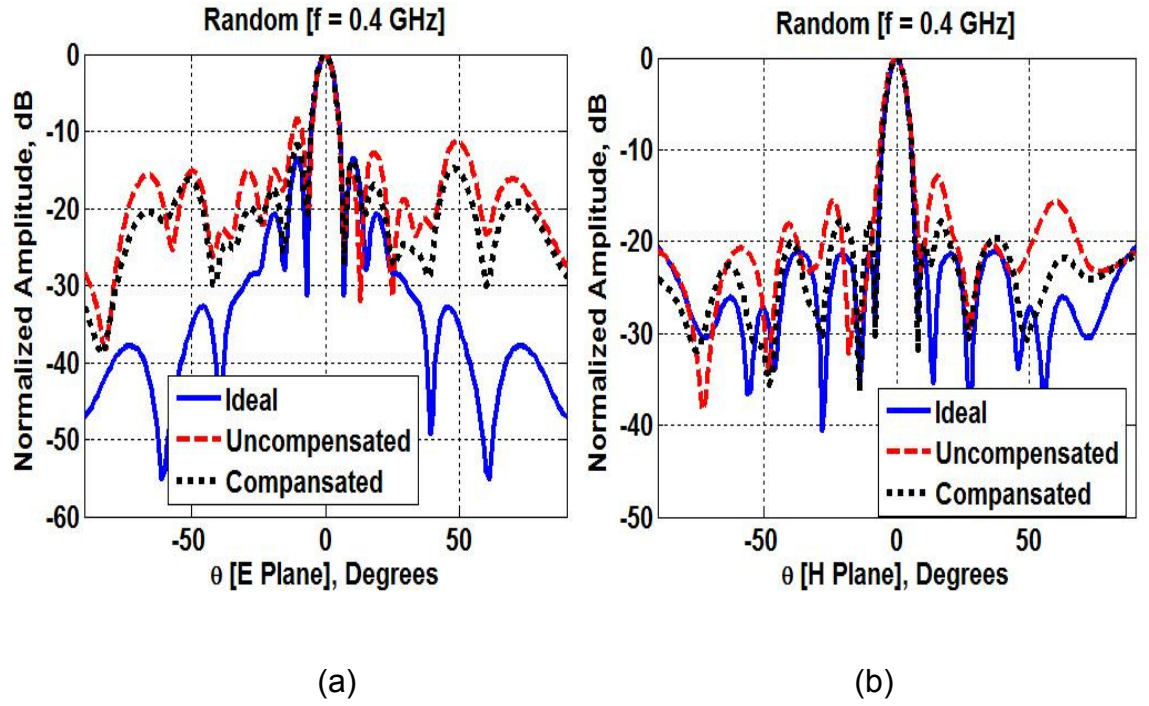 Random [f = 0.4 GHz]
Normalized Amplitude, dB
0
-10
-20
-30
-40
-50
-60
Ideal
Uncompensated
Compansated
-50
0
50
θ [E Plane], Degrees
(a)
Random [f = 0.4 GHz]
Normalized Amplitude, dB
0
-10
-20
-30
-40
-50
Ideal
Uncompensated
Compansated
-50
0
50
θ [H Plane], Degrees
(b)